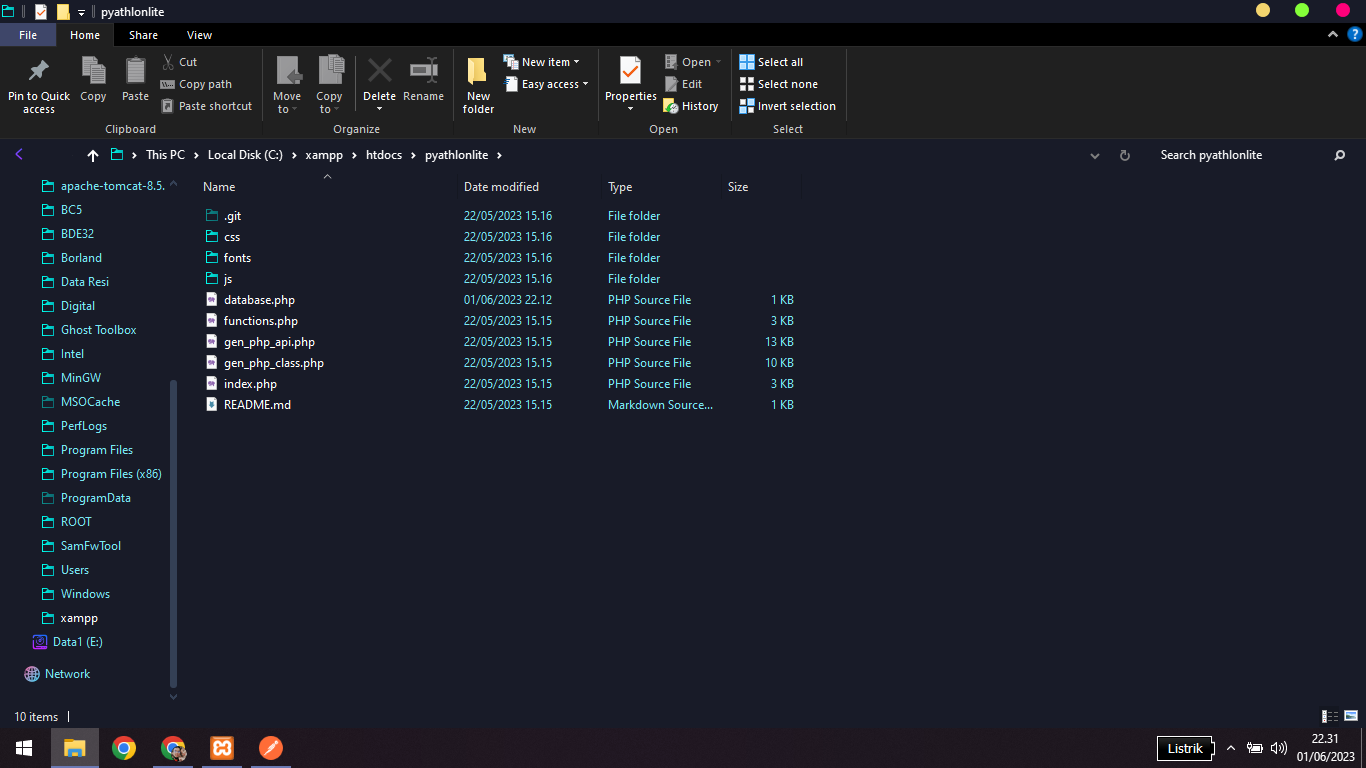 pyathlonlite
File Home Share View
Pin to Quick access
Copy
Paste
Cut
Copy path
Paste shortcut
Clipboard
Move to
Copy to
Delete
Rename
Organize
New folder
New item
Easy access
New
Properties
Open
Edit
History
Open
Select all
Select none
Invert selection
Select
This PC Local Disk (C:) xampp htdocs pyathlonlite
Search pyathlonlite
apache-tomcat-8.5.
BC5
BDE32
Borland
Data Resi
Digital
Ghost Toolbox
Intel
MinGW
MSOCache
PerfLogs
Program Files
Program Files (x86)
ProgramData
ROOT
SamFwTool
Users
Windows
xampp
Data1 (E:)
Network
Name Date modified Type Size
.git 22/05/2023 15.16 File folder
css 22/05/2023 15.16 File folder
fonts 22/05/2023 15.16 File folder
js 22/05/2023 15.16 File folder
database.php 01/06/2023 22.12 PHP Source File 1 KB
functions.php 22/05/2023 15.15 PHP Source File 3 KB
gen_php_api.php 22/05/2023 15.15 PHP Source File 13 KB
gen_php_class.php 22/05/2023 15.15 PHP Source File 10 KB
index.php 22/05/2023 15.15 PHP Source File 3 KB
README.md 22/05/2023 15.15 Markdown Source... 1 KB
10 items
Listrik
22.31
01/06/2023